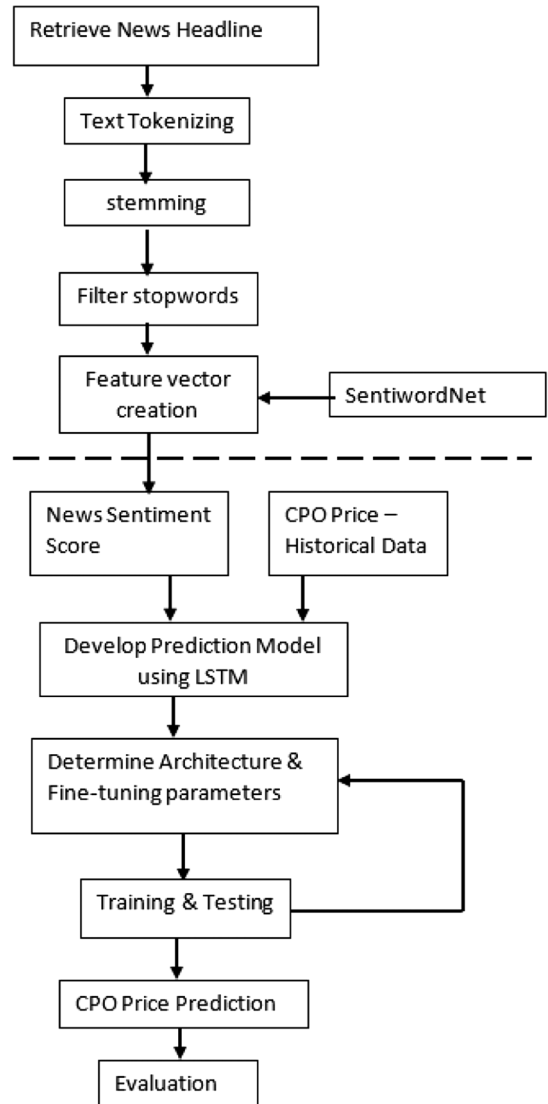 Retrieve News Headline
Text Tokenizing
stemming
Filter stopwords
Feature vector
creation
SentiwordNet
News Sentiment
Score
CPO Price –
Historical Data
Develop Prediction Model
using LSTM
Determine Architecture &
Fine-tuning parameters
Training & Testing
CPO Price Prediction
Evaluation